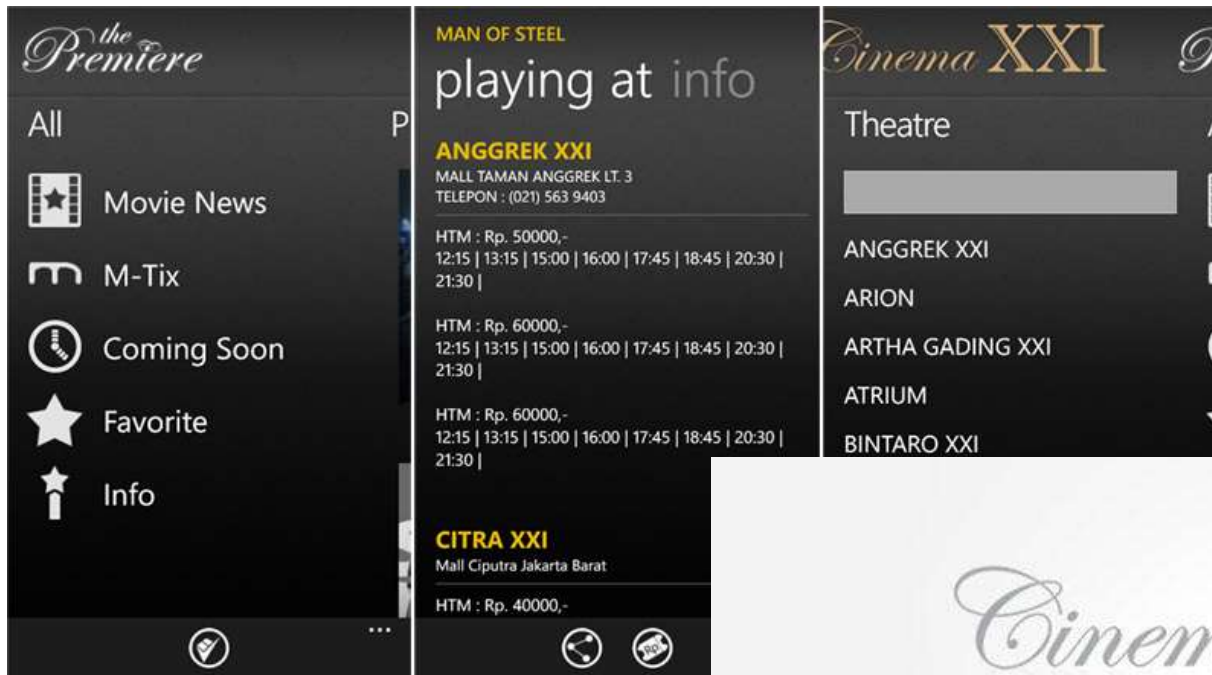 the
Premiere
All
P
Movie News
M-Tix
Coming Soon
Favorite
Info
...
MAN OF STEEL
playing at info
ANGGREK XXI
MALL TAMAN ANGGREK LT. 3
TELEPON : (021) 563 9403
HTM : Rp. 50000,-
12:15 | 13:15 | 15:00 | 16:00 | 17:45 | 18:45 | 20:30 |
21:30 |
HTM : Rp. 60000,-
12:15 | 13:15 | 15:00 | 16:00 | 17:45 | 18:45 | 20:30 |
21:30 |
HTM : Rp. 60000,-
12:15 | 13:15 | 15:00 | 16:00 | 17:45 | 18:45 | 20:30 |
21:30 |
CITRA XXI
Mall Ciputra Jakarta Barat
HTM : Rp. 40000,-
Rp
Cinema XXI
P
Theatre
ANGGREK XXI
ARION
ARTHA GADING XXI
ATRIUM
BINTARO XXI
Cinem